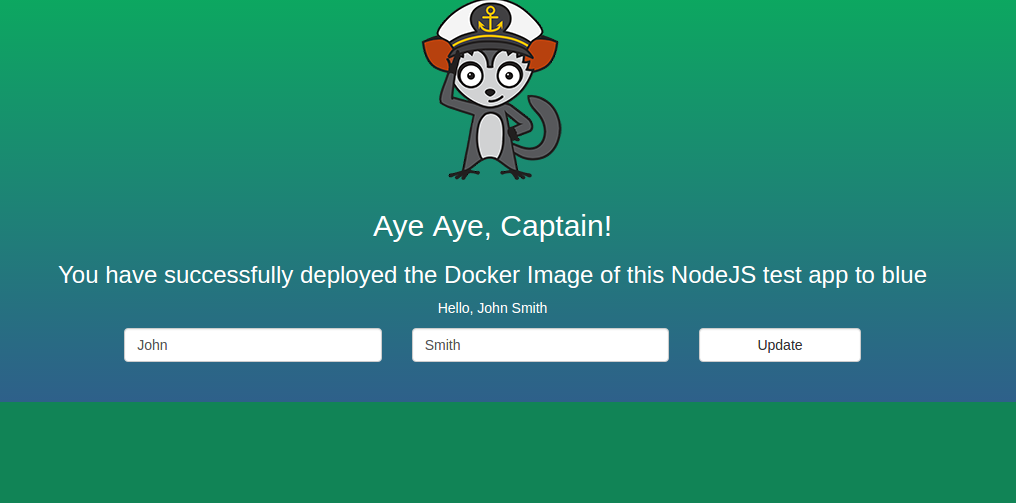 Aye Aye, Captain!
You have successfully deployed the Docker Image of this NodeJS test app to blue
Hello, John Smith
John
Smith
Update